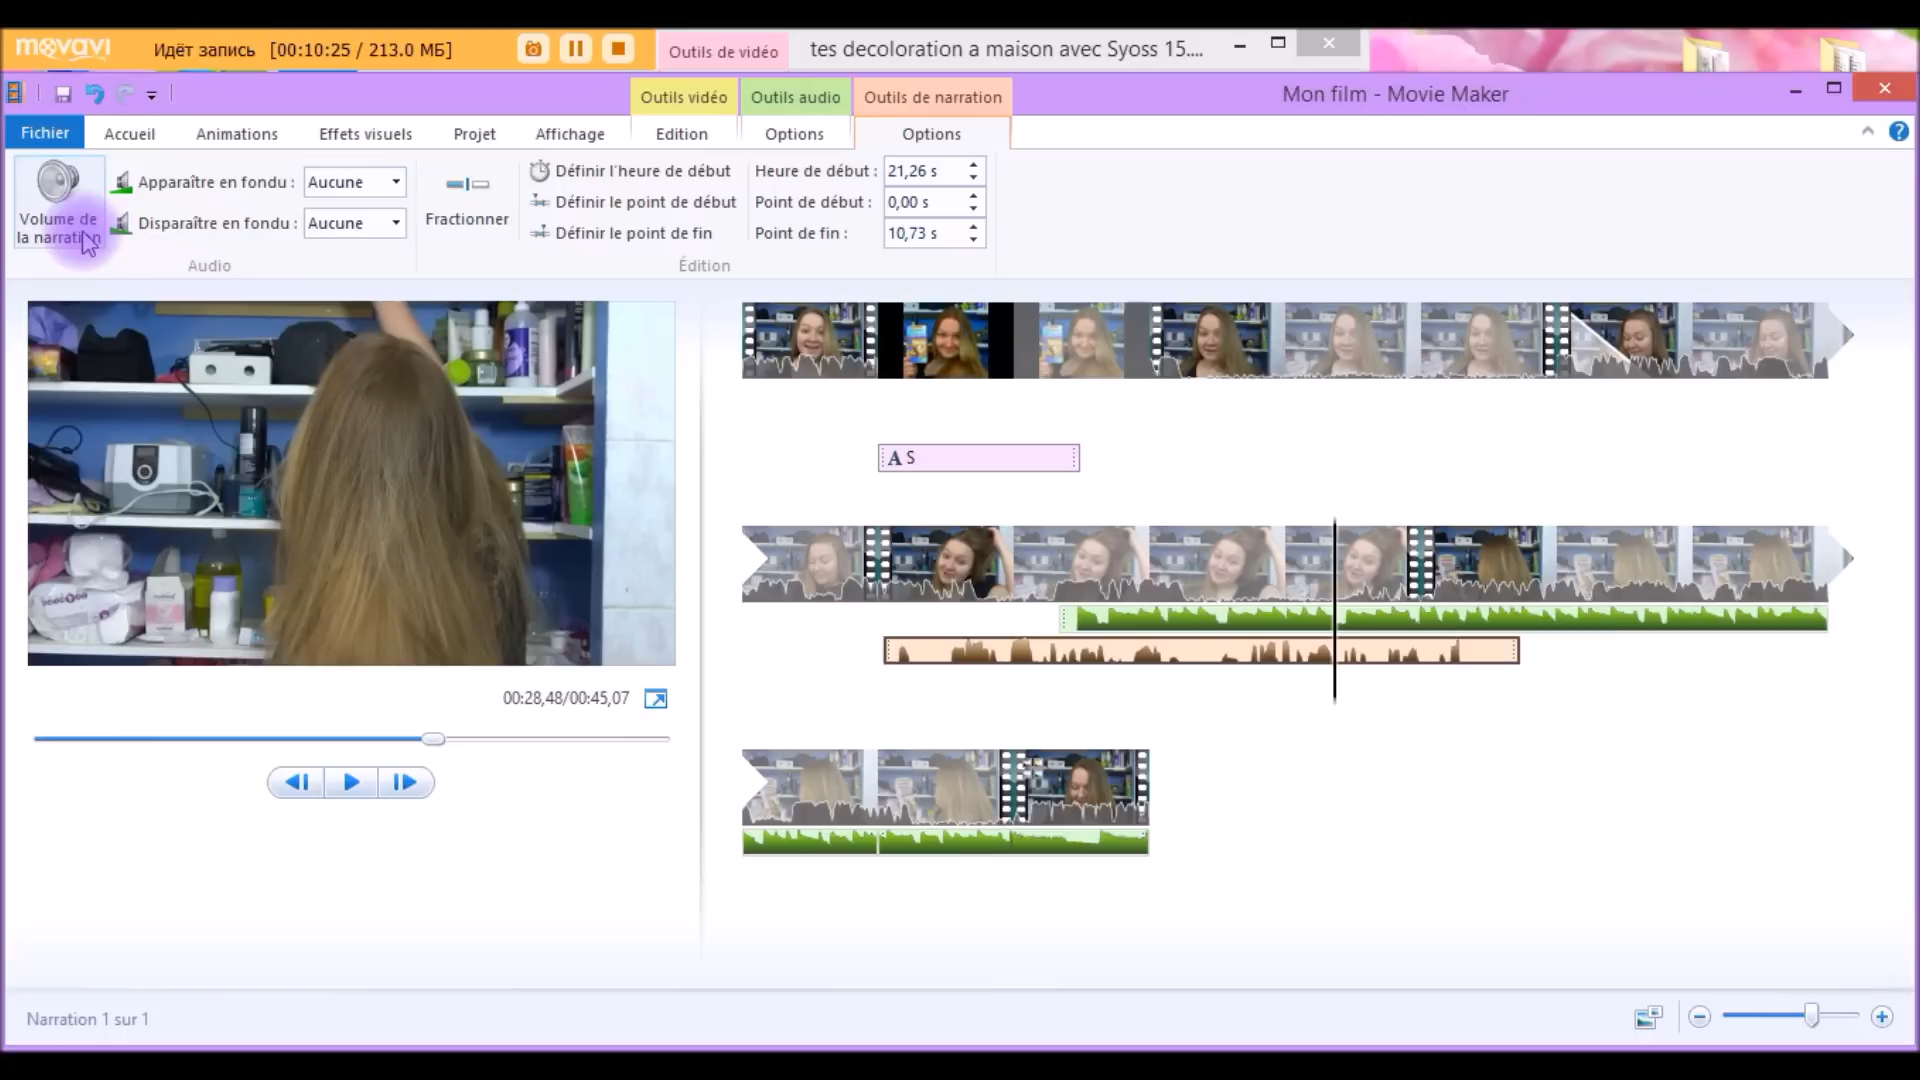 movavi
Идёт запись [00:10:25 / 213.0 МБ]
Outils de vidéo
tes decoloration a maison avec Syoss 15....
Outils vidéo
Outils audio
Outils de narration
Mon film - Movie Maker
Fichier
Accueil
Animations
Effets visuels
Projet
Affichage
Edition
Options
Options
Volume de
la narration
Apparaître en fondu :
Aucune
Disparaître en fondu :
Aucune
Audio
Fractionner
Définir l'heure de début
Définir le point de début
Définir le point de fin
Heure de début :
21,26 s
Point de début :
0,00 s
Point de fin :
10,73 s
Édition
A S
00:28,48/00:45,07
Narration 1 sur 1